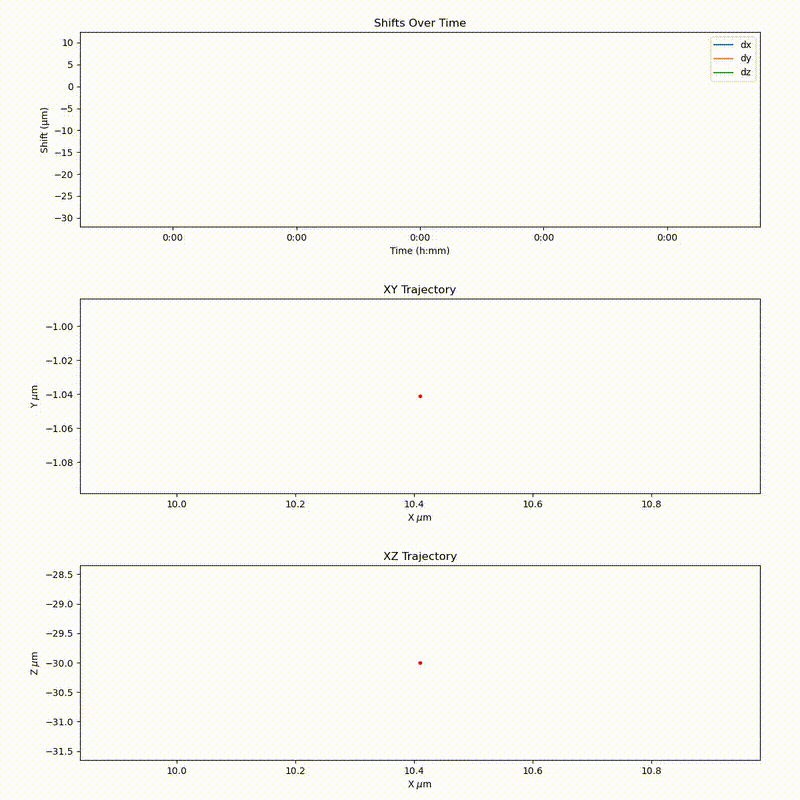 Shifts Over Time
10
5
0
−5
−10
−15
−20
−25
−30
Shift (μm)
dx
dy
dz
0:00 0:00 0:00 0:00 0:00
Time (h:mm)
XY Trajectory
−1.00
−1.02
−1.04
−1.06
−1.08
Y μm
10.0 10.2 10.4 10.6 10.8
X μm
XZ Trajectory
−28.5
−29.0
−29.5
−30.0
−30.5
−31.0
−31.5
Z μm
10.0 10.2 10.4 10.6 10.8
X μm